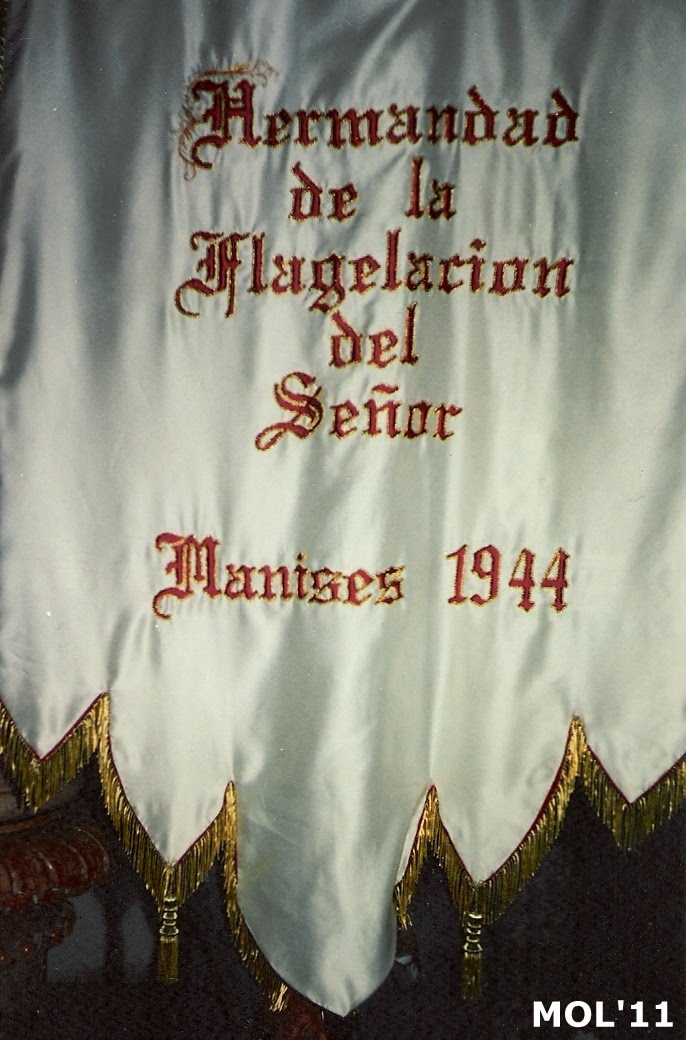 Hermandad
de la
Flagelacion
del
Señor
Manises 1944
MOL'11